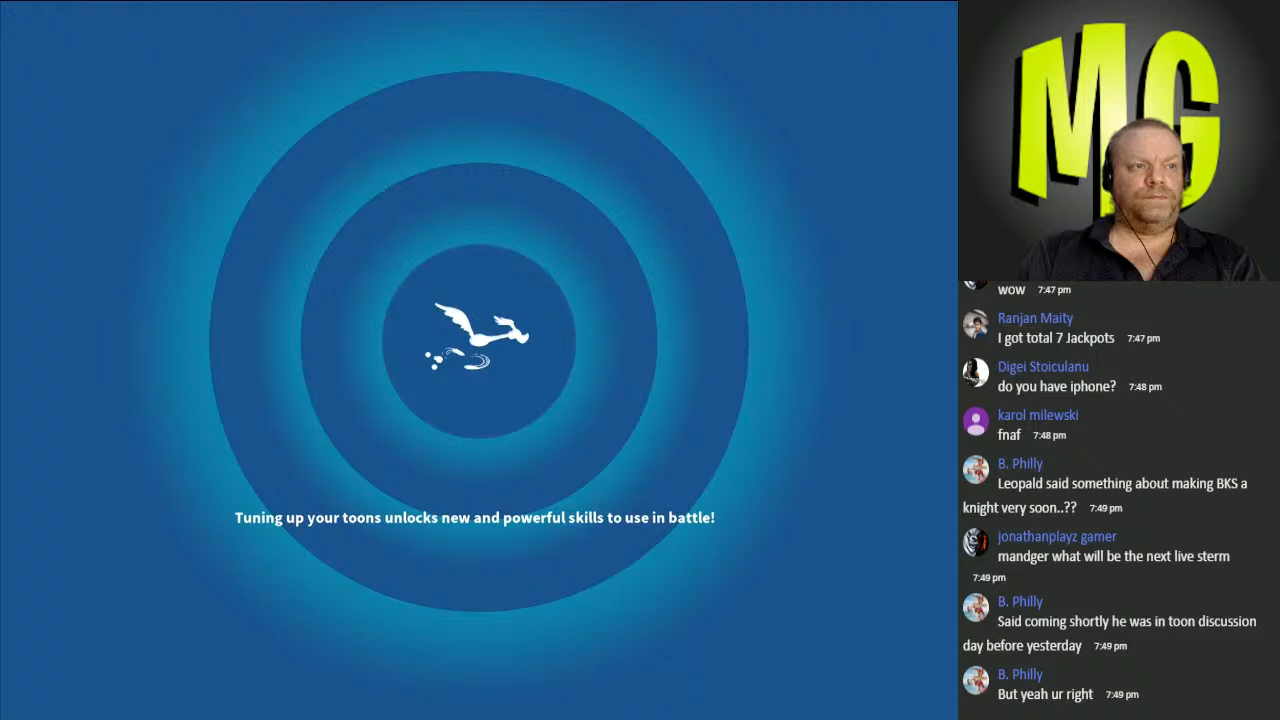 Tuning up your toons unlocks new and powerful skills to use in battle!
MG
wow 7:47 pm
Ranjan Maity
I got total 7 Jackpots 7:47 pm
Digei Stoiculanu
do you have iphone? 7:48 pm
karol milewski
fnaf 7:48 pm
B. Philly
Leopald said something about making BKS a
knight very soon..?? 7:49 pm
jonathanplayz gamer
mandger what will be the next live sterm
7:49 pm
B. Philly
Said coming shortly he was in toon discussion
day before yesterday 7:49 pm
B. Philly
But yeah ur right 7:49 pm